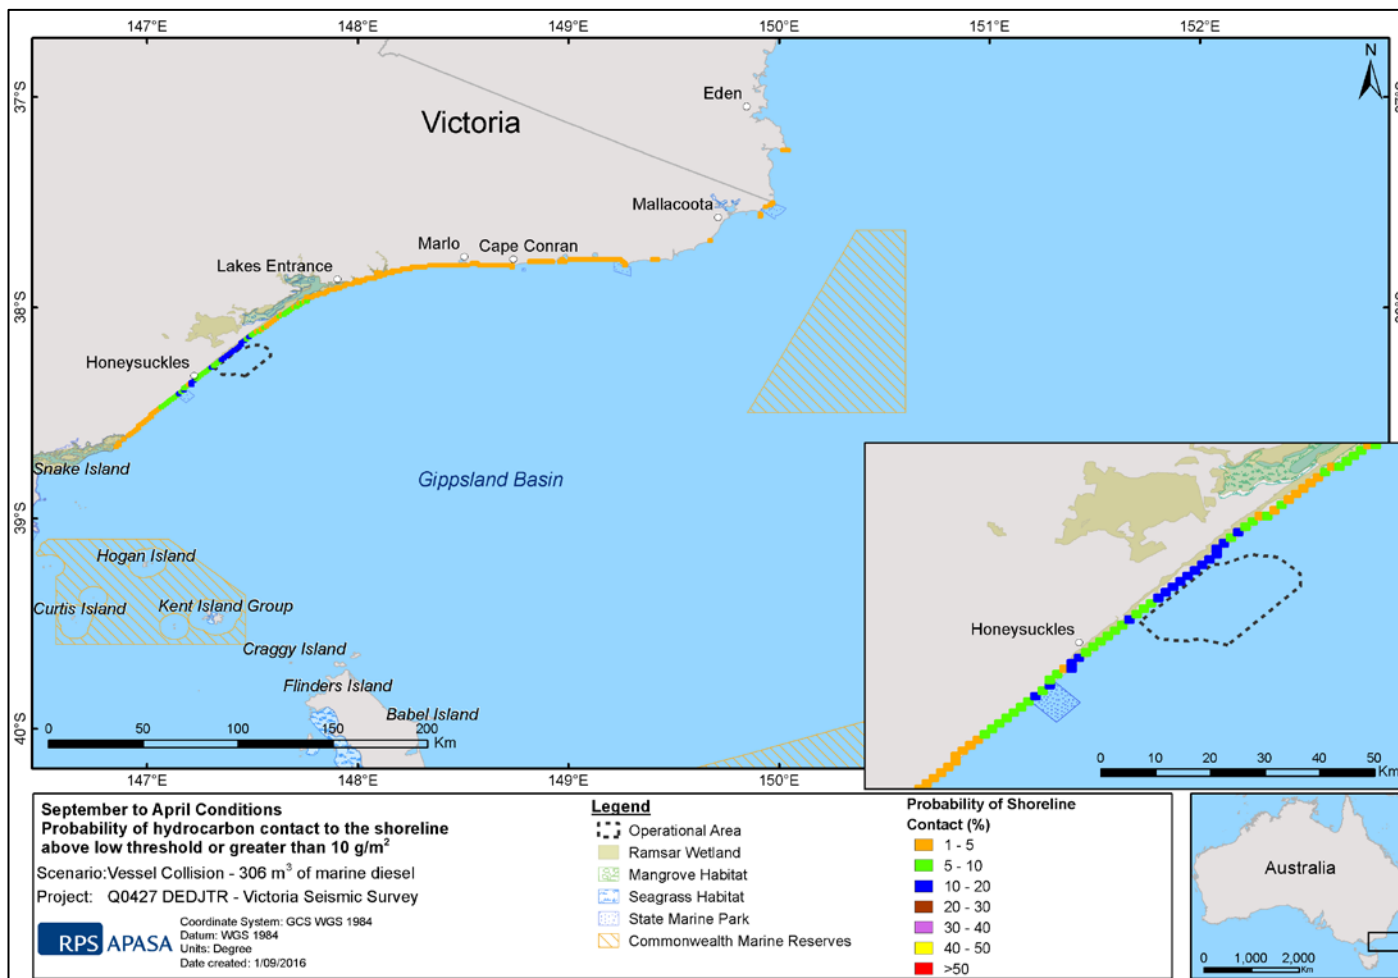 147°E 148°E 149°E 150°E 151°E 152°E
N
37°S
Eden
Victoria
Mallacoota
Marlo Cape Conran
Lakes Entrance
38°S
Honeysuckles
Snake Island
Gippsland Basin
39°S
Hogan Island
Curtis Island Kent Island Group
Craggy Island
Flinders Island
Babel Island
40°S
0 50 100 150 200
Km
Honeysuckles
0 10 20 30 40 50
Km
147°E 148°E 149°E 150°E
September to April Conditions
Probability of hydrocarbon contact to the shoreline
above low threshold or greater than 10 g/m²
Scenario:Vessel Collision - 306 m³ of marine diesel
Project: Q0427 DEDJTR - Victoria Seismic Survey
RPS APASA
Coordinate System: GCS WGS 1984
Datum: WGS 1984
Units: Degree
Date created: 1/09/2016
Legend
Operational Area
Ramsar Wetland
Mangrove Habitat
Seagrass Habitat
State Marine Park
Commonwealth Marine Reserves
Probability of Shoreline
Contact (%)
1 - 5
5 - 10
10 - 20
20 - 30
30 - 40
40 - 50
>50
Australia
0 1,000 2,000
Km